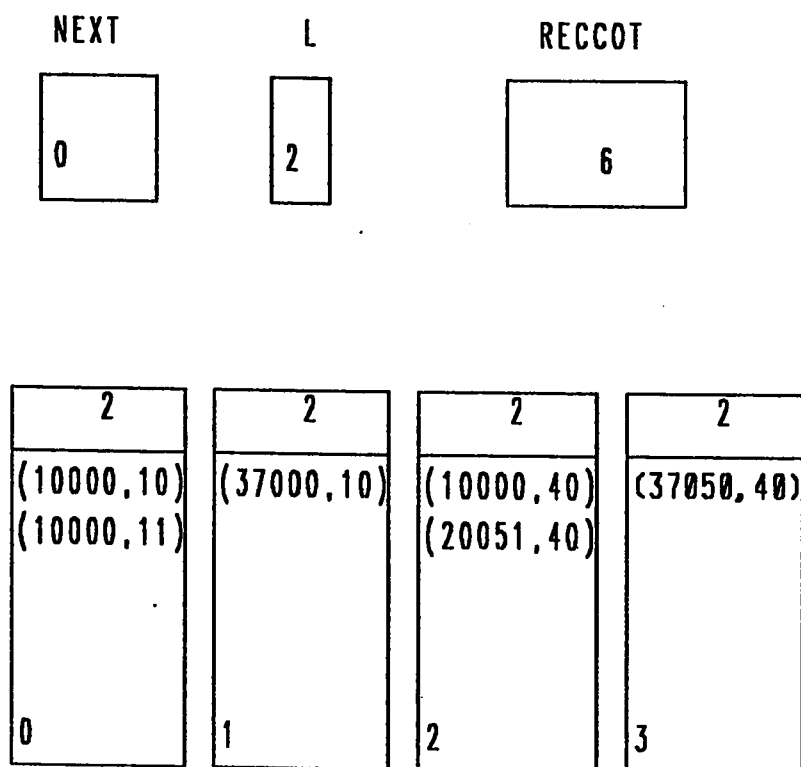 NEXT L RECCOT
0 2 6
2 2 2 2
(10000,10) (37000,10) (10000,40) (37050,40)
(10000,11) (20051,40)
0 1 2 3